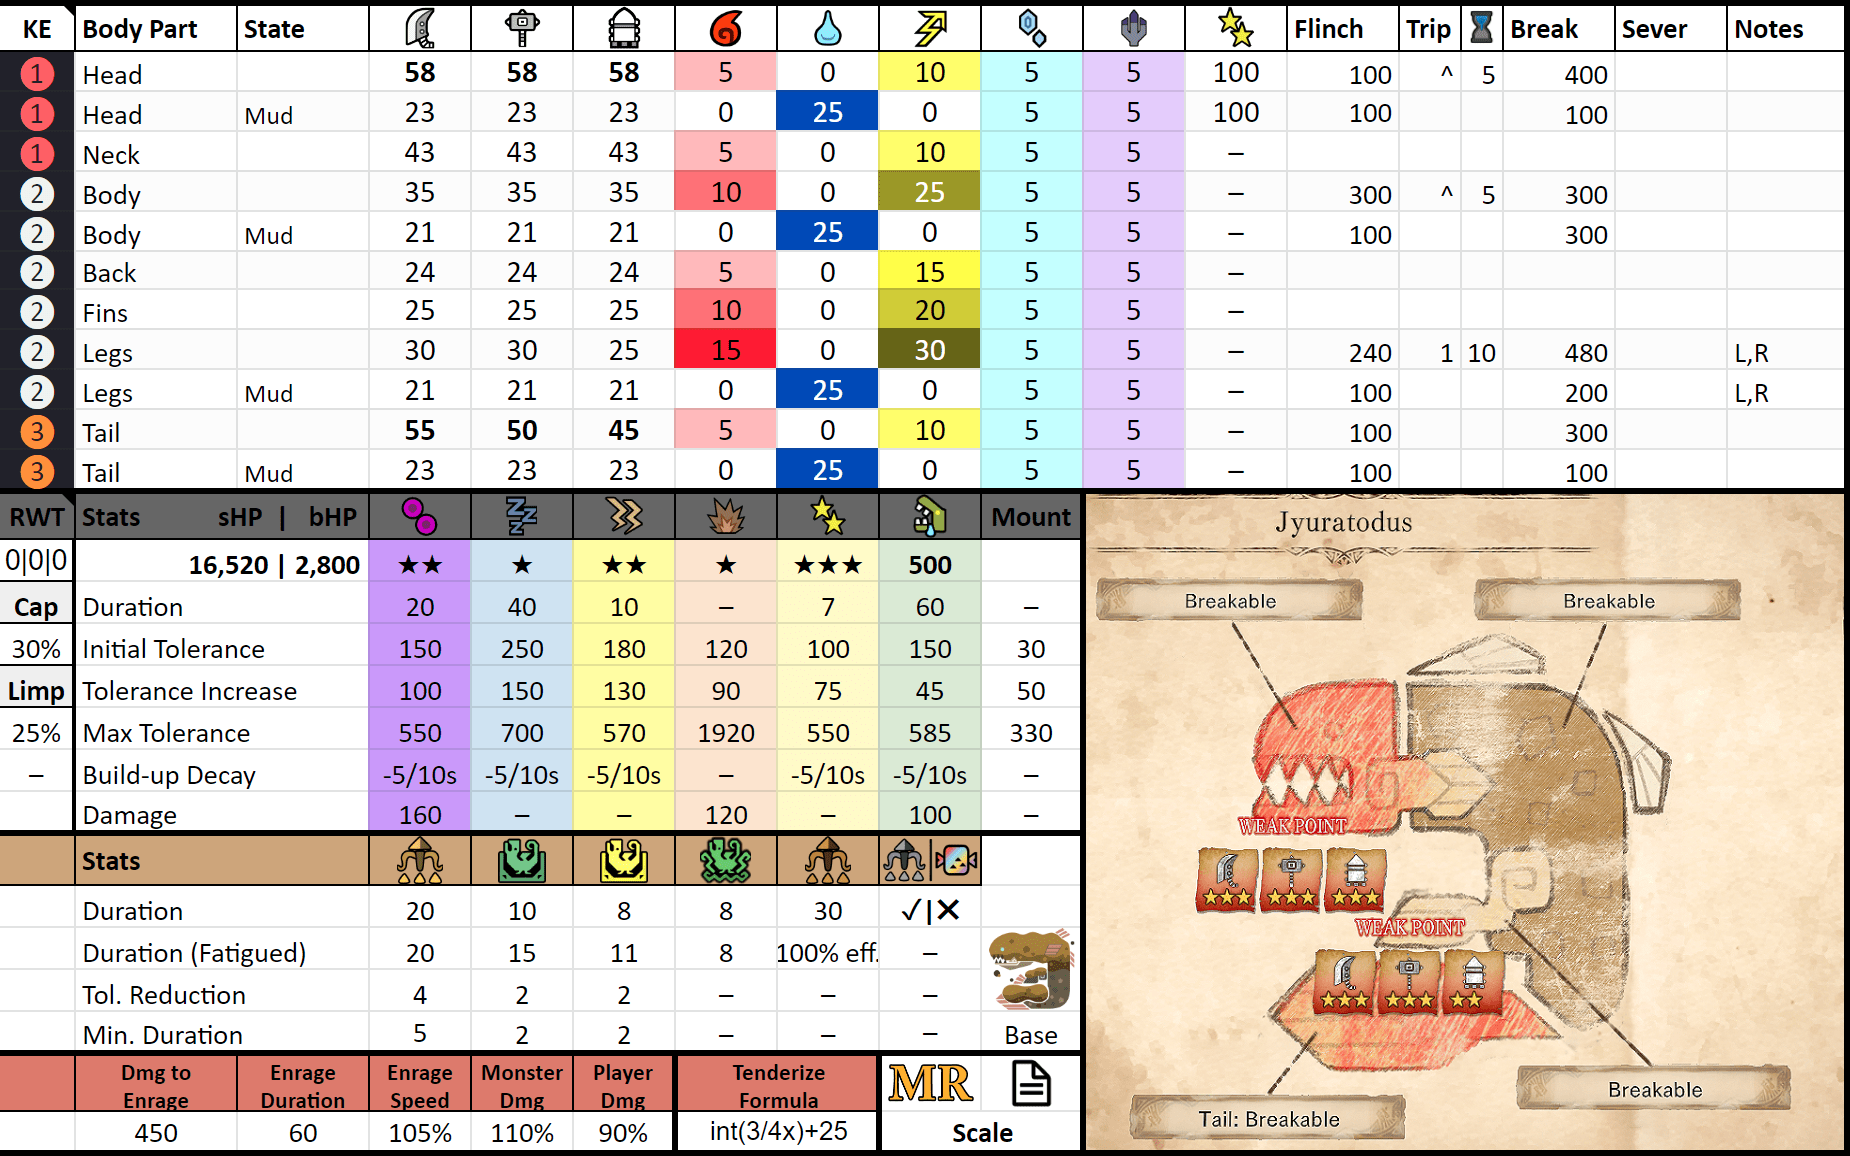 KE Body Part State Flinch Trip Break Sever Notes
1 Head 58 58 58 5 0 10 5 5 100 100 ^ 5 400
1 Head Mud 23 23 23 0 25 0 5 5 100 100 100
1 Neck 43 43 43 5 0 10 5 5 –
2 Body 35 35 35 10 0 25 5 5 – 300 ^ 5 300
2 Body Mud 21 21 21 0 25 0 5 5 – 100 300
2 Back 24 24 24 5 0 15 5 5 –
2 Fins 25 25 25 10 0 20 5 5 –
2 Legs 30 30 25 15 0 30 5 5 – 240 1 10 480 L,R
2 Legs Mud 21 21 21 0 25 0 5 5 – 100 200 L,R
3 Tail 55 50 45 5 0 10 5 5 – 100 300
3 Tail Mud 23 23 23 0 25 0 5 5 – 100 100
RWT Stats sHP | bHP Mount
0|0|0 16,520 | 2,800 ★★ ★ ★★ ★ ★★★ 500
Cap Duration 20 40 10 – 7 60 –
30% Initial Tolerance 150 250 180 120 100 150 30
Limp Tolerance Increase 100 150 130 90 75 45 50
25% Max Tolerance 550 700 570 1920 550 585 330
– Build-up Decay -5/10s -5/10s -5/10s – -5/10s -5/10s –
Damage 160 – – 120 – 100 –
Stats
Duration 20 10 8 8 30 ✓|✕
Duration (Fatigued) 20 15 11 8 100% eff. –
Tol. Reduction 4 2 2 – – –
Min. Duration 5 2 2 – – – Base
Dmg to Enrage Enrage Duration Enrage Speed Monster Dmg Player Dmg Tenderize Formula MR
450 60 105% 110% 90% int(3/4x)+25 Scale
Jyuratodus
Breakable Breakable
WEAK POINT
WEAK POINT
Breakable
Tail: Breakable